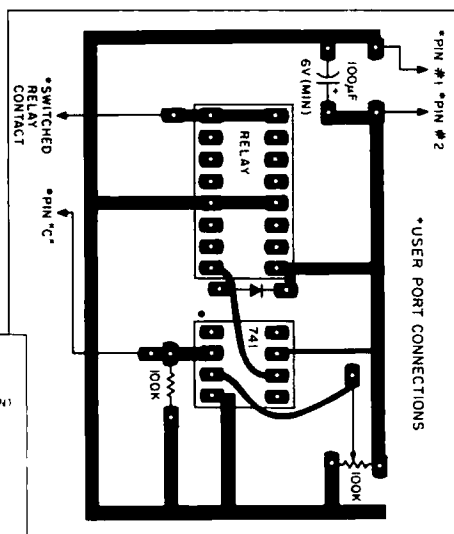 *PIN #1
*PIN #2
100µF
6V (MIN)
+
*USER PORT CONNECTIONS
RELAY
*SWITCHED
RELAY
CONTACT
*PIN "C"
741
100K
100K